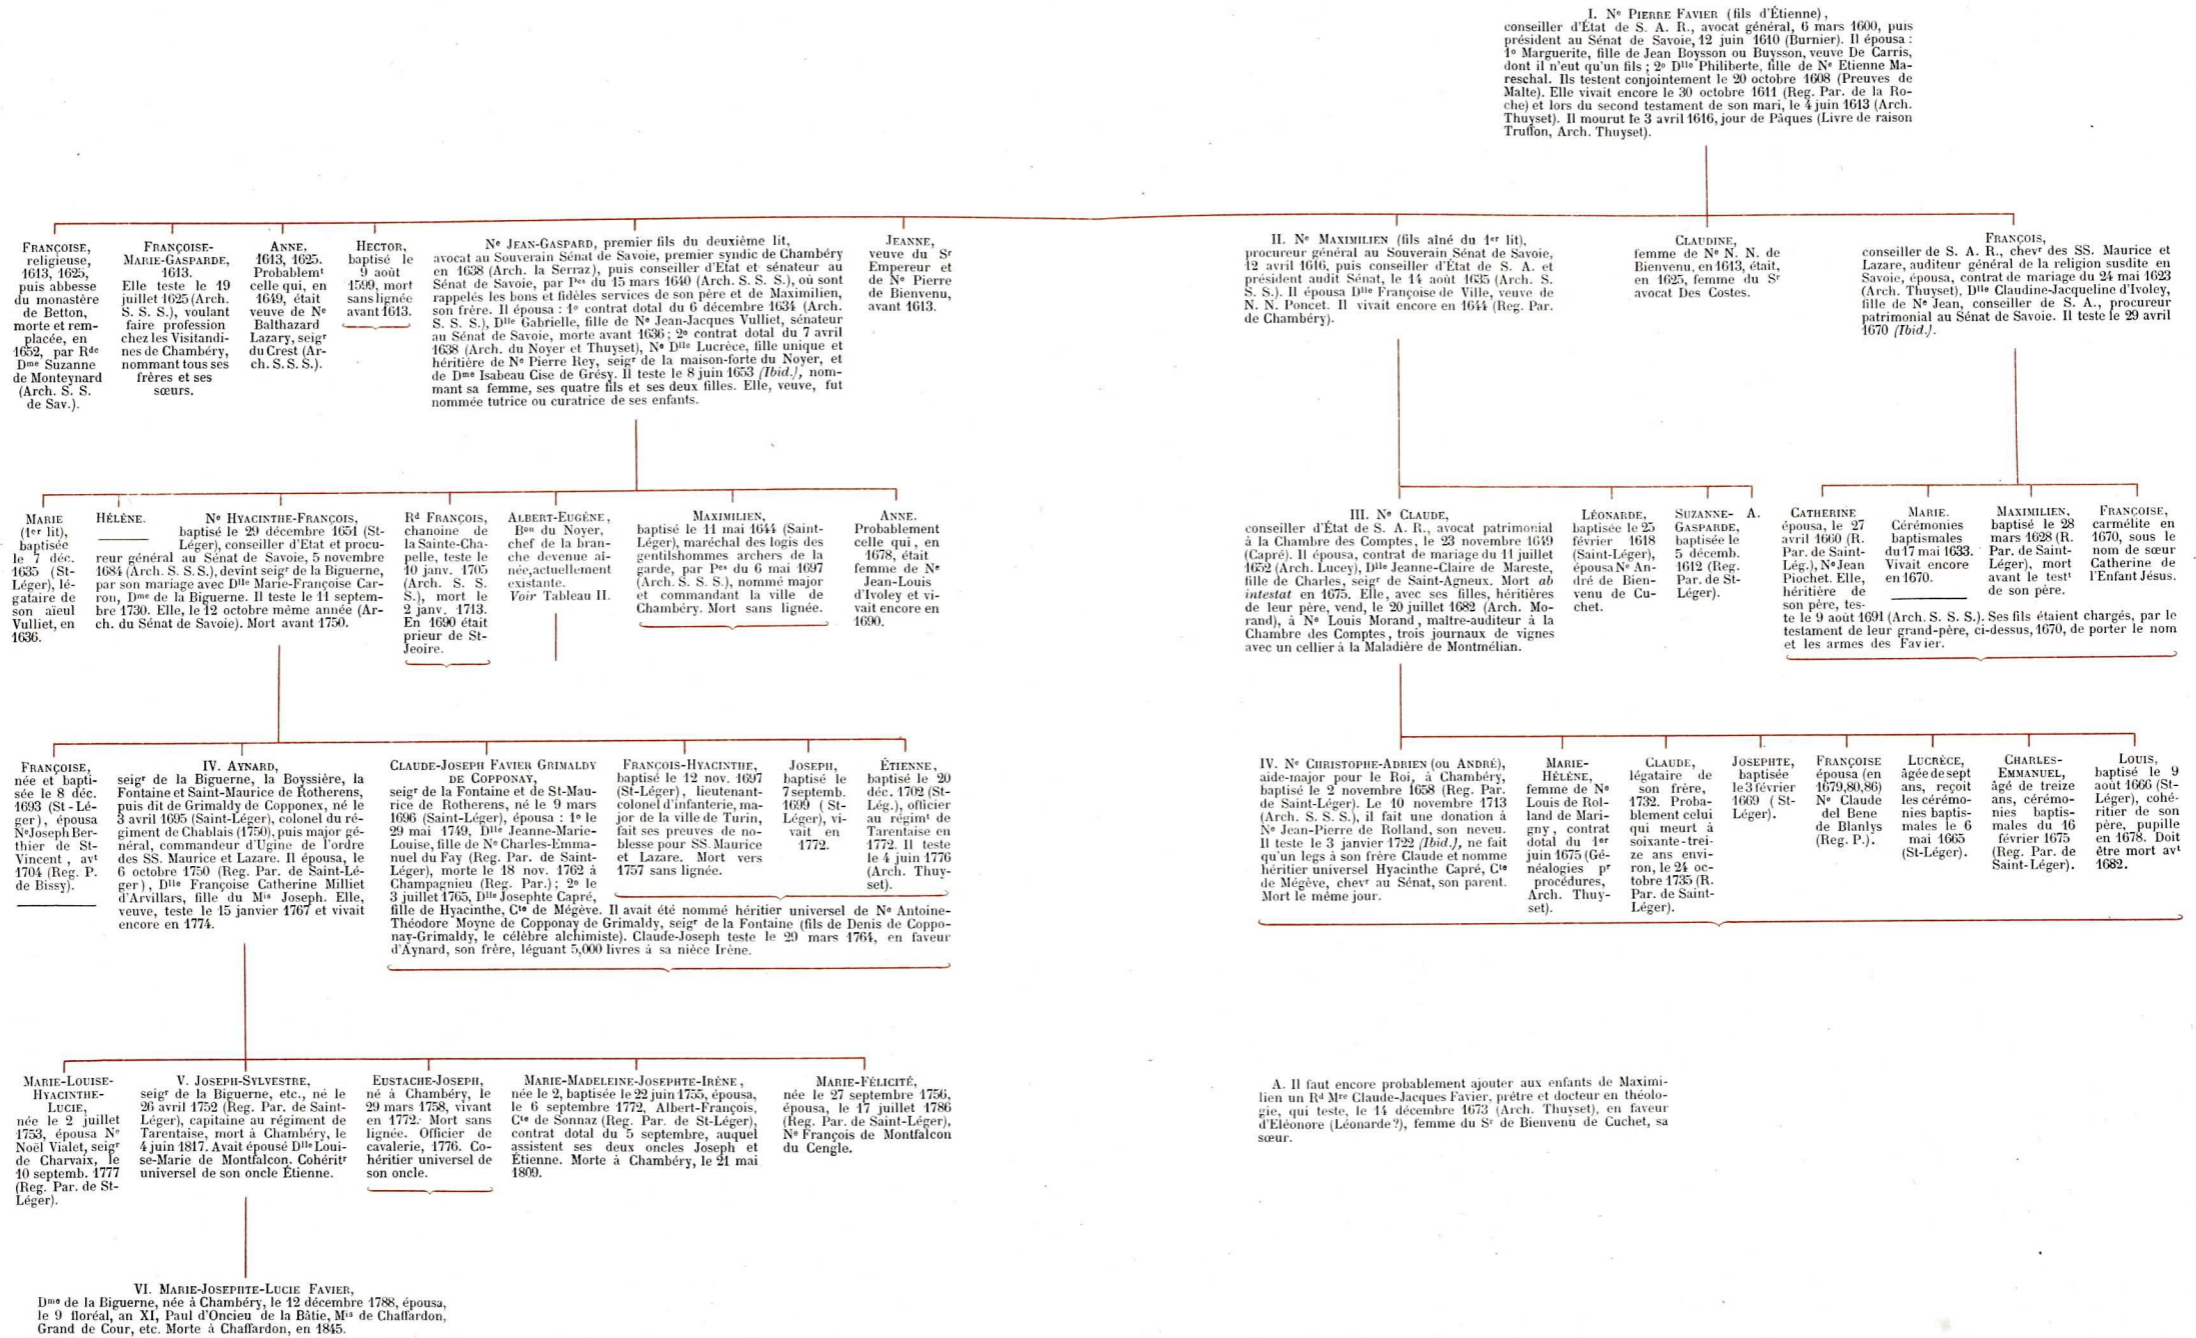 I. Nᵉ PIERRE FAVIER (fils d'Étienne),
conseiller d'État de S. A. R., avocat général, 6 mars 1600, puis
président au Sénat de Savoie, 12 juin 1610 (Burnier). Il épousa :
1º Marguerite, fille de Jean Boysson ou Buysson, veuve De Carris,
dont il n'eut qu'un fils ; 2º Dˡˡᵉ Philiberte, fille de Nᵉ Etienne Ma-
reschal. Ils testent conjointement le 20 octobre 1608 (Preuves de
Malte). Elle vivait encore le 30 octobre 1611 (Reg. Par. de la Ro-
che) et lors du second testament de son mari, le 4 juin 1613 (Arch.
Thuyset). Il mourut le 3 avril 1616, jour de Pâques (Livre de raison
Truffon, Arch. Thuyset).
FRANÇOISE,
religieuse,
1613, 1625,
puis abbesse
du monastère
de Betton,
morte et rem-
placée, en
1652, par Rᵈᵉ
Dᵐᵉ Suzanne
de Monteynard
(Arch. S. S.
de Sav.).
FRANÇOISE-
MARIE-GASPARDE,
1613.
Elle teste le 19
juillet 1625 (Arch.
S. S. S.), voulant
faire profession
chez les Visitandi-
nes de Chambéry,
nommant tous ses
frères et ses
sœurs.
ANNE,
1613, 1625.
Probablemᵗ
celle qui, en
1649, était
veuve de Nᵉ
Balthazard
Lazary, seigʳ
du Crest (Ar-
ch. S. S. S.).
HECTOR,
baptisé le
9 août
1599, mort
sans lignée
avant 1613.
Nᵉ JEAN-GASPARD, premier fils du deuxième lit,
avocat au Souverain Sénat de Savoie, premier syndic de Chambéry
en 1638 (Arch. la Serraz), puis conseiller d'Etat et sénateur au
Sénat de Savoie, par Pᵉˢ du 15 mars 1640 (Arch. S. S. S.), où sont
rappelés les bons et fidèles services de son père et de Maximilien,
son frère. Il épousa : 1º contrat dotal du 6 décembre 1634 (Arch.
S. S. S.), Dˡˡᵉ Gabrielle, fille de Nᵉ Jean-Jacques Vulliet, sénateur
au Sénat de Savoie, morte avant 1636 ; 2º contrat dotal du 7 avril
1638 (Arch. du Noyer et Thuyset), Nᵉ Dˡˡᵉ Lucrèce, fille unique et
héritière de Nᵉ Pierre Rey, seigʳ de la maison-forte du Noyer, et
de Dᵐᵉ Isabeau Cise de Grésy. Il teste le 8 juin 1653 (Ibid.), nom-
mant sa femme, ses quatre fils et ses deux filles. Elle, veuve, fut
nommée tutrice ou curatrice de ses enfants.
JEANNE,
veuve du Sʳ
Empereur et
de Nᵉ Pierre
de Bienvenu,
avant 1613.
II. Nᵉ MAXIMILIEN (fils aîné du 1ᵉʳ lit),
procureur général au Souverain Sénat de Savoie,
12 avril 1616, puis conseiller d'État de S. A. et
président audit Sénat, le 14 août 1635 (Arch. S.
S. S.). Il épousa Dˡˡᵉ Françoise de Ville, veuve de
N. N. Poncet. Il vivait encore en 1644 (Reg. Par.
de Chambéry).
CLAUDINE,
femme de Nᵉ N. N. de
Bienvenu, en 1613, était,
en 1625, femme du Sʳ
avocat Des Costes.
FRANÇOIS,
conseiller de S. A. R., chevʳ des SS. Maurice et
Lazare, auditeur général de la religion susdite en
Savoie, épousa, contrat de mariage du 24 mai 1623
(Arch. Thuyset), Dˡˡᵉ Claudine-Jacqueline d'Ivoley,
fille de Nᵉ Jean, conseiller de S. A., procureur
patrimonial au Sénat de Savoie. Il teste le 29 avril
1670 (Ibid.).
MARIE
(1ᵉʳ lit),
baptisée
le 7 déc.
1635 (St-
Léger), lé-
gataire de
son aïeul
Vulliet, en
1636.
HÉLÈNE.
Nᵉ HYACINTHE-FRANÇOIS,
baptisé le 29 décembre 1651 (St-
Léger), conseiller d'Etat et procu-
reur général au Sénat de Savoie, 5 novembre
1684 (Arch. S. S. S.), devint seigʳ de la Biguerne,
par son mariage avec Dˡˡᵉ Marie-Françoise Car-
ron, Dᵐᵉ de la Biguerne. Il teste le 11 septem-
bre 1730. Elle, le 12 octobre même année (Ar-
ch. du Sénat de Savoie). Mort avant 1750.
Rᵈ FRANÇOIS,
chanoine de
la Sainte-Cha-
pelle, teste le
10 janv. 1705
(Arch. S. S.
S.), mort le
2 janv. 1713.
En 1690 était
prieur de St-
Jeoire.
ALBERT-EUGÈNE,
Bᵒⁿ du Noyer,
chef de la bran-
che devenue aî-
née, actuellement
existante.
Voir Tableau II.
MAXIMILIEN,
baptisé le 11 mai 1644 (Saint-
Léger), maréchal des logis des
gentilshommes archers de la
garde, par Pᵉˢ du 6 mai 1697
(Arch. S. S. S.), nommé major
et commandant la ville de
Chambéry. Mort sans lignée.
ANNE.
Probablement
celle qui, en
1678, était
femme de Nᵉ
Jean-Louis
d'Ivoley et vi-
vait encore en
1690.
III. Nᵉ CLAUDE,
conseiller d'État de S. A. R., avocat patrimonial
à la Chambre des Comptes, le 23 novembre 1649
(Capré). Il épousa, contrat de mariage du 11 juillet
1652 (Arch. Lucey), Dˡˡᵉ Jeanne-Claire de Mareste,
fille de Charles, seigʳ de Saint-Agneux. Mort ab
intestat en 1675. Elle, avec ses filles, héritières
de leur père, vend, le 20 juillet 1682 (Arch. Mo-
rand), à Nᵉ Louis Morand, maître-auditeur à la
Chambre des Comptes, trois journaux de vignes
avec un cellier à la Maladière de Montmélian.
LÉONARDE,
baptisée le 25
février 1618
(Saint-Léger),
épousa Nᵉ An-
dré de Bien-
venu de Cu-
chet.
SUZANNE-
GASPARDE,
baptisée le
5 décemb.
1612 (Reg.
Par. de St-
Léger).
A.
CATHERINE
épousa, le 27
avril 1660 (R.
Par. de Saint-
Lég.), Nᵉ Jean
Piochet. Elle,
héritière de
son père, tes-
te le 9 août 1691 (Arch. S. S. S.). Ses fils étaient chargés, par le
testament de leur grand-père, ci-dessus, 1670, de porter le nom
et les armes des Favier.
MARIE.
Cérémonies
baptismales
du 17 mai 1633.
Vivait encore
en 1670.
MAXIMILIEN,
baptisé le 28
mars 1628 (R.
Par. de Saint-
Léger), mort
avant le testᵗ
de son père.
FRANÇOISE,
carmélite en
1670, sous le
nom de sœur
Catherine de
l'Enfant Jésus.
FRANÇOISE,
née et bapti-
sée le 8 déc.
1693 (St-Lé-
ger), épousa
Nᵉ Joseph Ber-
thier de St-
Vincent, avᵗ
1704 (Reg. P.
de Bissy).
IV. AYNARD,
seigʳ de la Biguerne, la Boyssière, la
Fontaine et Saint-Maurice de Rotherens,
puis dit de Grimaldy de Copponex, né le
3 avril 1695 (Saint-Léger), colonel du ré-
giment de Chablais (1750), puis major gé-
néral, commandeur d'Ugine de l'ordre
des SS. Maurice et Lazare. Il épousa, le
6 octobre 1750 (Reg. Par. de Saint-Lé-
ger), Dˡˡᵉ Françoise Catherine Milliet
d'Arvillars, fille du Mⁱˢ Joseph. Elle,
veuve, teste le 15 janvier 1767 et vivait
encore en 1774.
CLAUDE-JOSEPH FAVIER GRIMALDY
DE COPPONAY,
seigʳ de la Fontaine et de St-Mau-
rice de Rotherens, né le 9 mars
1696 (Saint-Léger), épousa : 1º le
29 mai 1749, Dˡˡᵉ Jeanne-Marie-
Louise, fille de Nᵉ Charles-Emma-
nuel du Fay (Reg. Par. de Saint-
Léger), morte le 18 nov. 1762 à
Champagnieu (Reg. Par.) ; 2º le
3 juillet 1765, Dˡˡᵉ Josephte Capré,
fille de Hyacinthe, Cᵗᵉ de Mégève. Il avait été nommé héritier universel de Nᵉ Antoine-
Théodore Moyne de Copponay de Grimaldy, seigʳ de la Fontaine (fils de Denis de Coppo-
nay-Grimaldy, le célèbre alchimiste). Claude-Joseph teste le 29 mars 1764, en faveur
d'Aynard, son frère, léguant 5,000 livres à sa nièce Irène.
FRANÇOIS-HYACINTHE,
baptisé le 12 nov. 1697
(St-Léger), lieutenant-
colonel d'infanterie, ma-
jor de la ville de Turin,
fait ses preuves de no-
blesse pour SS. Maurice
et Lazare. Mort vers
1757 sans lignée.
JOSEPH,
baptisé le
7 septemb.
1699 (St-
Léger), vi-
vait en
1772.
ÉTIENNE,
baptisé le 20
déc. 1702 (St-
Lég.), officier
au régimᵗ de
Tarentaise en
1772. Il teste
le 4 juin 1776
(Arch. Thuy-
set).
IV. Nᵉ CHRISTOPHE-ADRIEN (ou ANDRÉ),
aide-major pour le Roi, à Chambéry,
baptisé le 2 novembre 1658 (Reg. Par.
de Saint-Léger). Le 10 novembre 1713
(Arch. S. S. S.), il fait une donation à
Nᵉ Jean-Pierre de Rolland, son neveu.
Il teste le 3 janvier 1722 (Ibid.), ne fait
qu'un legs à son frère Claude et nomme
héritier universel Hyacinthe Capré, Cᵗᵉ
de Mégève, chevʳ au Sénat, son parent.
Mort le même jour.
MARIE-
HÉLÈNE,
femme de Nᵉ
Louis de Rol-
land de Mari-
gny, contrat
dotal du 1ᵉʳ
juin 1675 (Gé-
néalogies pʳ
procédures,
Arch. Thuy-
set).
CLAUDE,
légataire de
son frère,
1732. Proba-
blement celui
qui meurt à
soixante-trei-
ze ans envi-
ron, le 24 oc-
tobre 1735 (R.
Par. de Saint-
Léger).
JOSEPHTE,
baptisée
le 3 février
1669 (St-
Léger).
FRANÇOISE
épousa (en
1679, 80, 86)
Nᵉ Claude
del Bene
de Blanlys
(Reg. P.).
LUCRÈCE,
âgée de sept
ans, reçoit
les cérémo-
nies baptis-
males le 6
mai 1665
(St-Léger).
CHARLES-
EMMANUEL,
âgé de treize
ans, cérémo-
nies baptis-
males du 16
février 1675
(Reg. Par. de
Saint-Léger).
LOUIS,
baptisé le 9
août 1666 (St-
Léger), cohé-
ritier de son
père, pupille
en 1678. Doit
être mort avᵗ
1682.
MARIE-LOUISE-
HYACINTHE-
LUCIE,
née le 2 juillet
1753, épousa Nᵉ
Noël Vialet, seigʳ
de Charvaix, le
10 septemb. 1777
(Reg. Par. de St-
Léger).
V. JOSEPH-SYLVESTRE,
seigʳ de la Biguerne, etc., né le
26 avril 1752 (Reg. Par. de Saint-
Léger), capitaine au régiment de
Tarentaise, mort à Chambéry, le
4 juin 1817. Avait épousé Dˡˡᵉ Loui-
se-Marie de Montfalcon. Cohéritʳ
universel de son oncle Étienne.
EUSTACHE-JOSEPH,
né à Chambéry, le
29 mars 1758, vivant
en 1772. Mort sans
lignée. Officier de
cavalerie, 1776. Co-
héritier universel de
son oncle.
MARIE-MADELEINE-JOSEPHTE-IRÈNE,
née le 2, baptisée le 22 juin 1755, épousa,
le 6 septembre 1772, Albert-François,
Cᵗᵉ de Sonnaz (Reg. Par. de St-Léger),
contrat dotal du 5 septembre, auquel
assistent ses deux oncles Joseph et
Étienne. Morte à Chambéry, le 21 mai
1809.
MARIE-FÉLICITÉ,
née le 27 septembre 1756,
épousa, le 17 juillet 1786
(Reg. Par. de Saint-Léger),
Nᵉ François de Montfalcon
du Cengle.
A. Il faut encore probablement ajouter aux enfants de Maximi-
lien un Rᵈ Mʳᵉ Claude-Jacques Favier, prêtre et docteur en théolo-
gie, qui teste, le 14 décembre 1673 (Arch. Thuyset), en faveur
d'Eléonore (Léonarde ?), femme du Sʳ de Bienvenu de Cuchet, sa
sœur.
VI. MARIE-JOSEPHTE-LUCIE FAVIER,
Dᵐᵉ de la Biguerne, née à Chambéry, le 12 décembre 1788, épousa,
le 9 floréal, an XI, Paul d'Oncieu de la Bâtie, Mⁱˢ de Chaffardon,
Grand de Cour, etc. Morte à Chaffardon, en 1845.